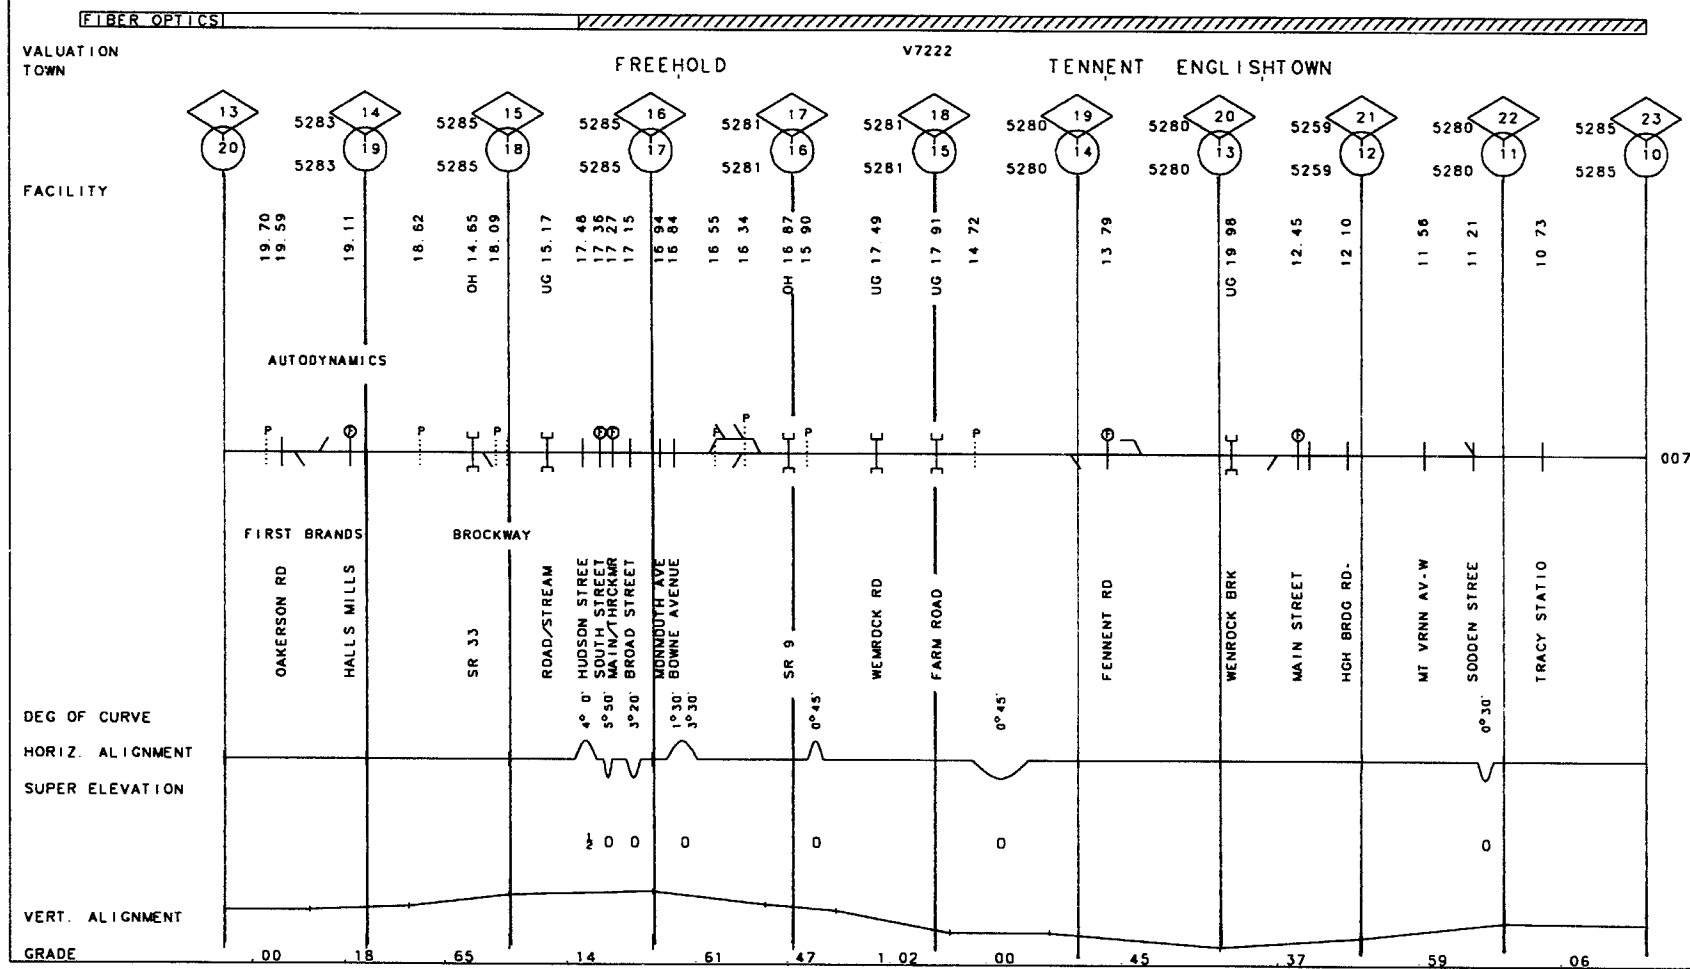 FIBER OPTICS
VALUATION V7222
TOWN FREEHOLD TENNENT ENGLISHTOWN
13 14 15 16 17 18 19 20 21 22 23
5283 5285 5285 5281 5281 5280 5280 5259 5280 5285
20 19 18 17 16 15 14 13 12 11 10
5283 5285 5285 5281 5281 5280 5280 5259 5280 5285
FACILITY
19.70
19.59
19.11
18.62
OH 14.65
18.09
UG 15.17
17.48
17 36
17 27
17 15
16 94
16 84
16 55
16 34
OH 16 87
15 90
UG 17.49
UG 17 91
14 72
13 79
UG 19 98
12.45
12 10
11 56
11 21
10 73
AUTODYNAMICS
P F P P F F P P P P F F
007
FIRST BRANDS BROCKWAY
OAKERSON RD
HALLS MILLS
SR 33
ROAD/STREAM
HUDSON STREE
SOUTH STREET
MAIN/THRCKMR
BROAD STREET
MONMOUTH AVE
BOWNE AVENUE
SR 9
WEMROCK RD
FARM ROAD
FENNENT RD
WENROCK BRK
MAIN STREET
HGH BRDG RD-
MT VRNN AV-W
SODDEN STREE
TRACY STATIO
DEG OF CURVE
4° 0'
5°50'
3°20'
1°30'
3°30'
0°45'
0°45'
0°30'
HORIZ. ALIGNMENT
SUPER ELEVATION
½ 0 0 0 0 0 0
VERT. ALIGNMENT
GRADE .00 .18 .65 .14 .61 .47 1.02 00 .45 .37 .59 .06